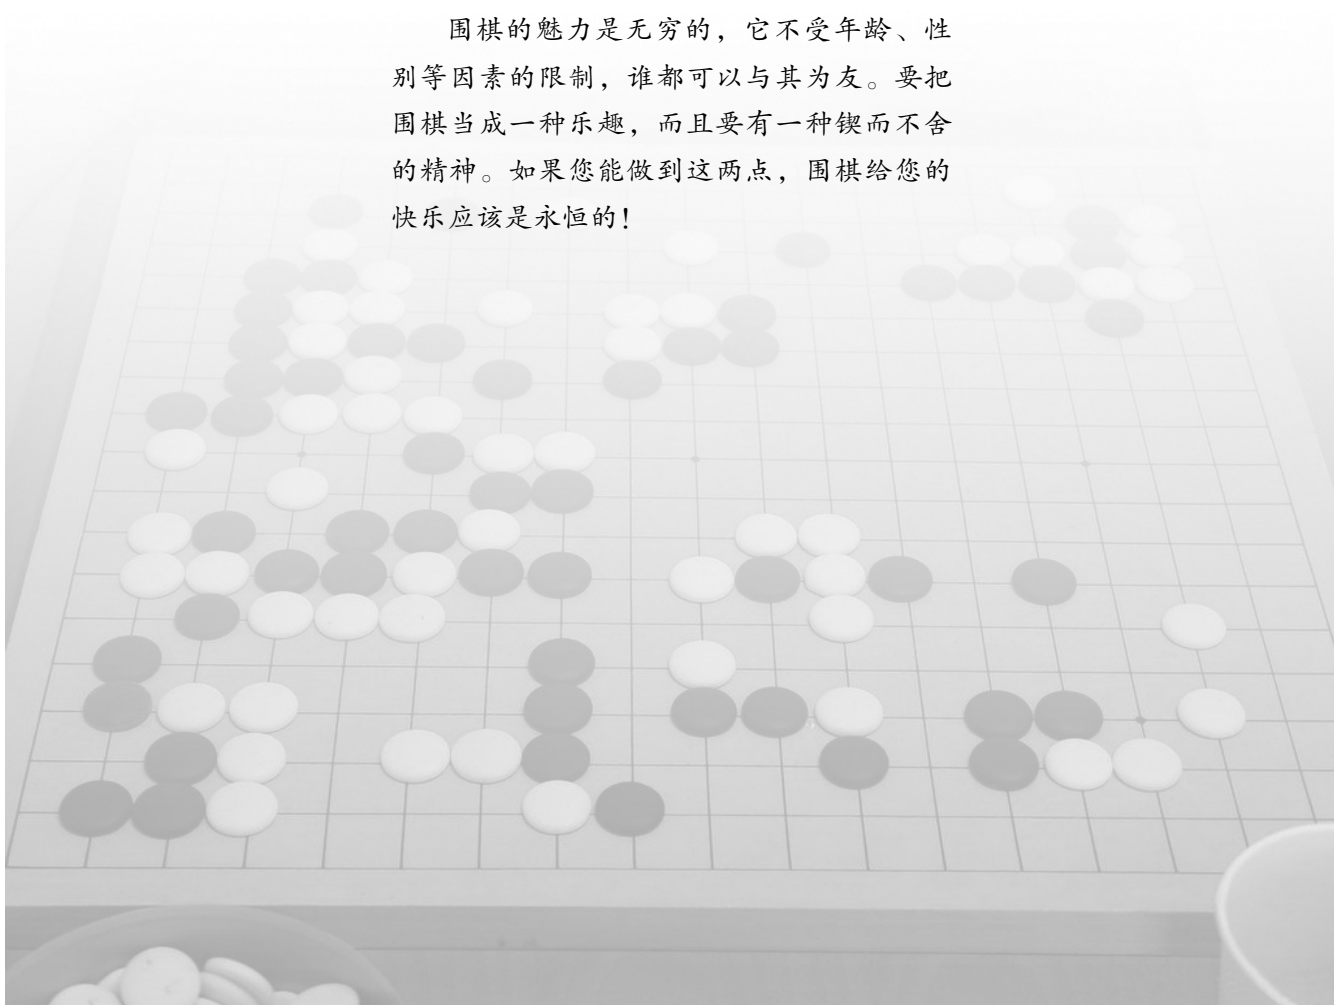 围棋的魅力是无穷的，它不受年龄、性
别等因素的限制，谁都可以与其为友。要把
围棋当成一种乐趣，而且要有一种锲而不舍
的精神。如果您能做到这两点，围棋给您的
快乐应该是永恒的！